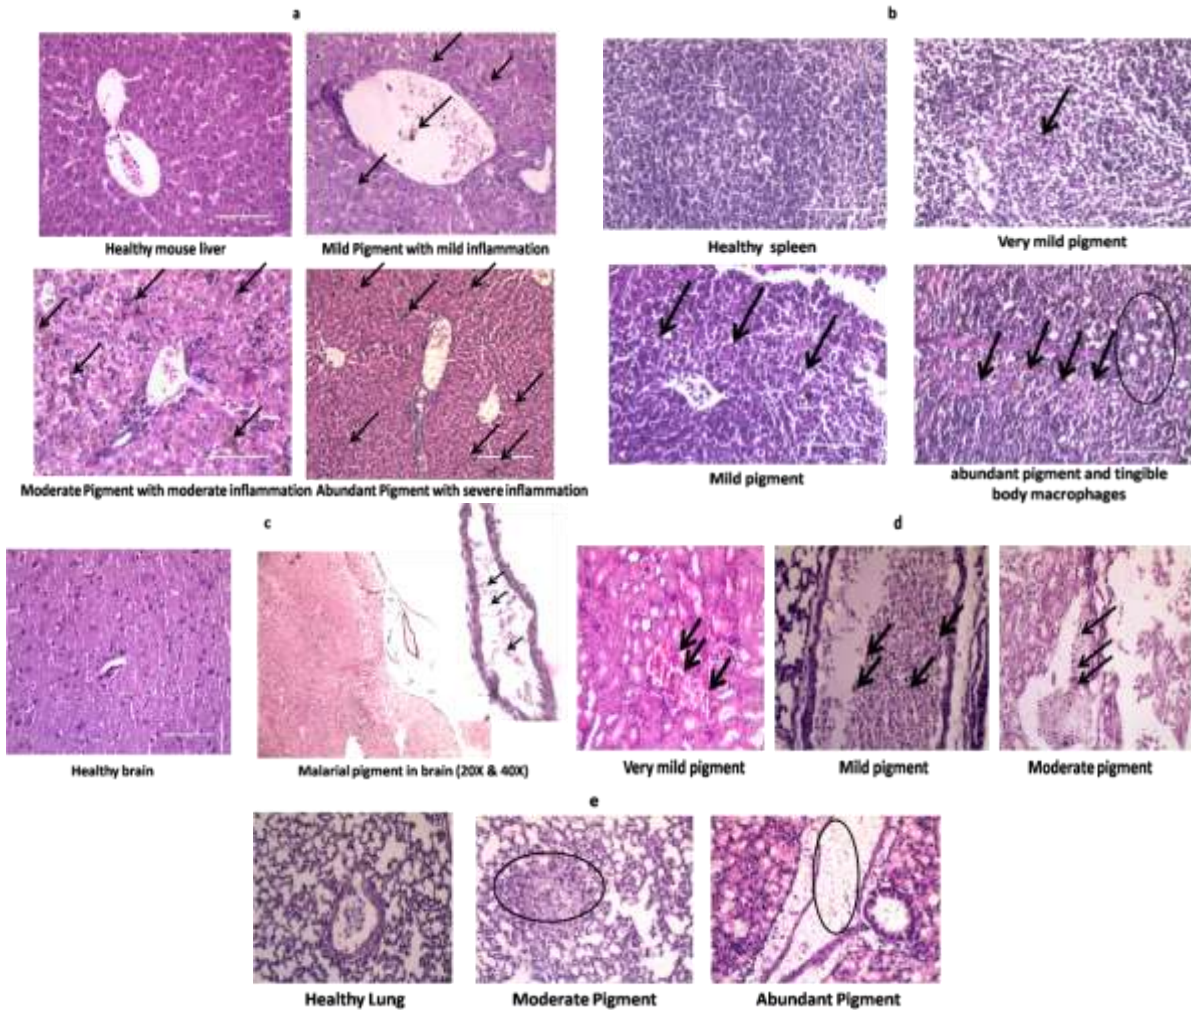 a
b
Healthy mouse liver
Mild Pigment with mild inflammation
Healthy spleen
Very mild pigment
Moderate Pigment with moderate inflammation
Abundant Pigment with severe inflammation
Mild pigment
abundant pigment and tingible
body macrophages
c
d
Healthy brain
Malarial pigment in brain (20X & 40X)
Very mild pigment
Mild pigment
Moderate pigment
e
Healthy Lung
Moderate Pigment
Abundant Pigment